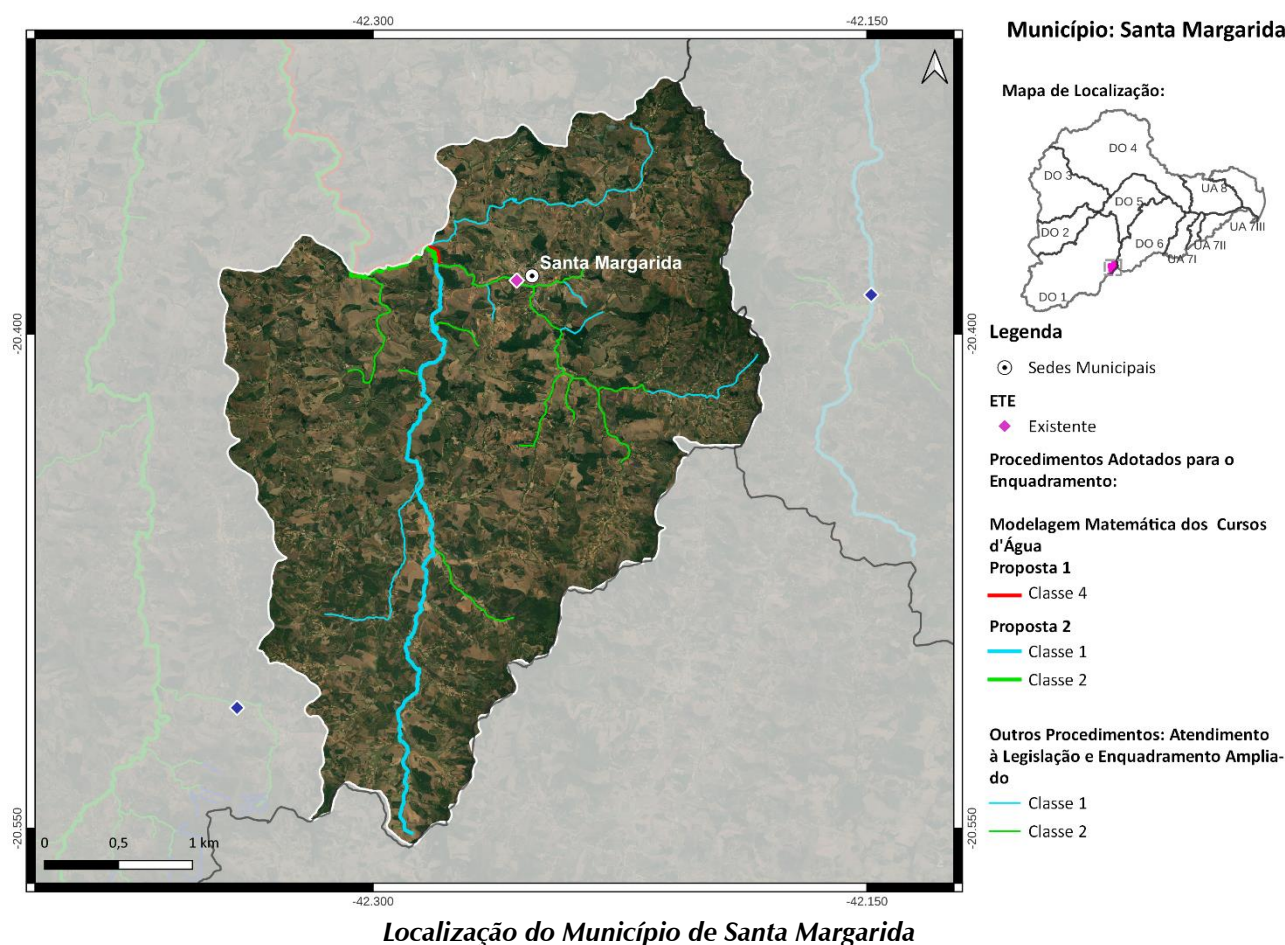 -42.300
-42.150
Município: Santa Margarida
Mapa de Localização:
DO 4
DO 3
UA 8
DO 5
DO 2
UA 7III
DO 6
UA 7II
UA 7I
DO 1
Santa Margarida
-20.400
-20.400
Legenda
Sedes Municipais
ETE
Existente
Procedimentos Adotados para o
Enquadramento:
Modelagem Matemática dos Cursos
d'Água
Proposta 1
Classe 4
Proposta 2
Classe 1
Classe 2
Outros Procedimentos: Atendimento
à Legislação e Enquadramento Amplia-
do
Classe 1
Classe 2
-20.550
-20.550
0 0,5 1 km
-42.300
-42.150
Localização do Município de Santa Margarida